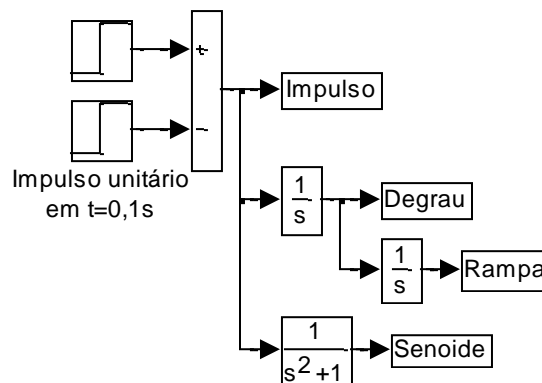 +
Impulso
-
Impulso unitário
em t=0,1s
1
s
Degrau
1
s
Rampa
1
s²+1
Senoide